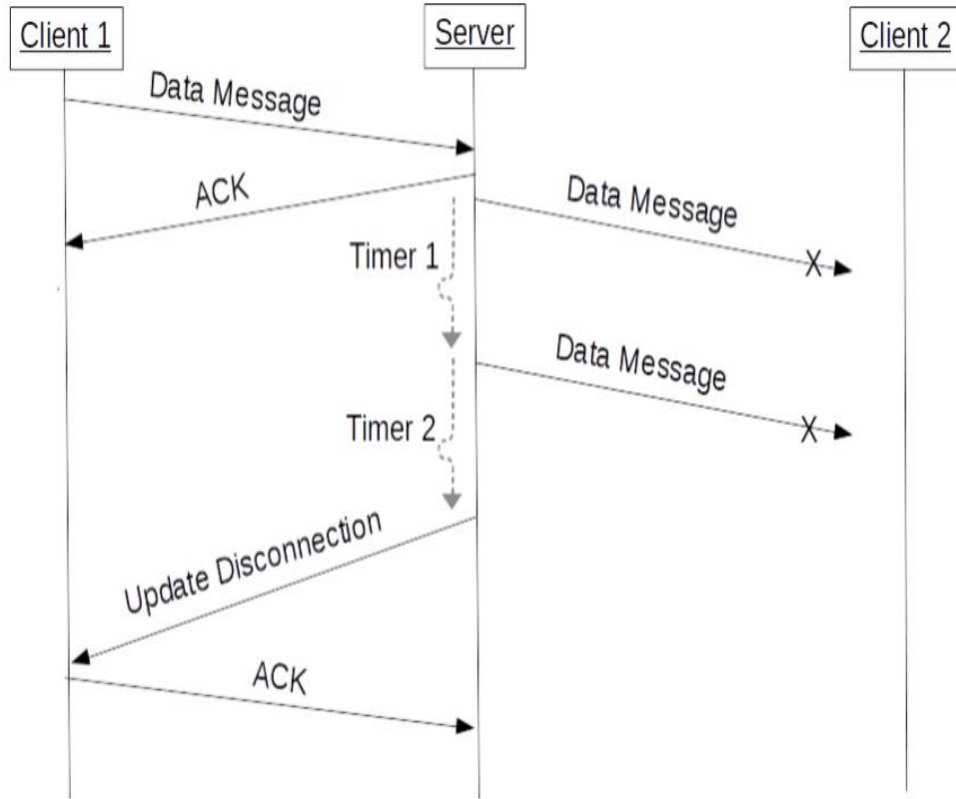 Client 1
Server
Client 2
Data Message
ACK
Data Message
Timer 1
Data Message
Timer 2
Update Disconnection
ACK